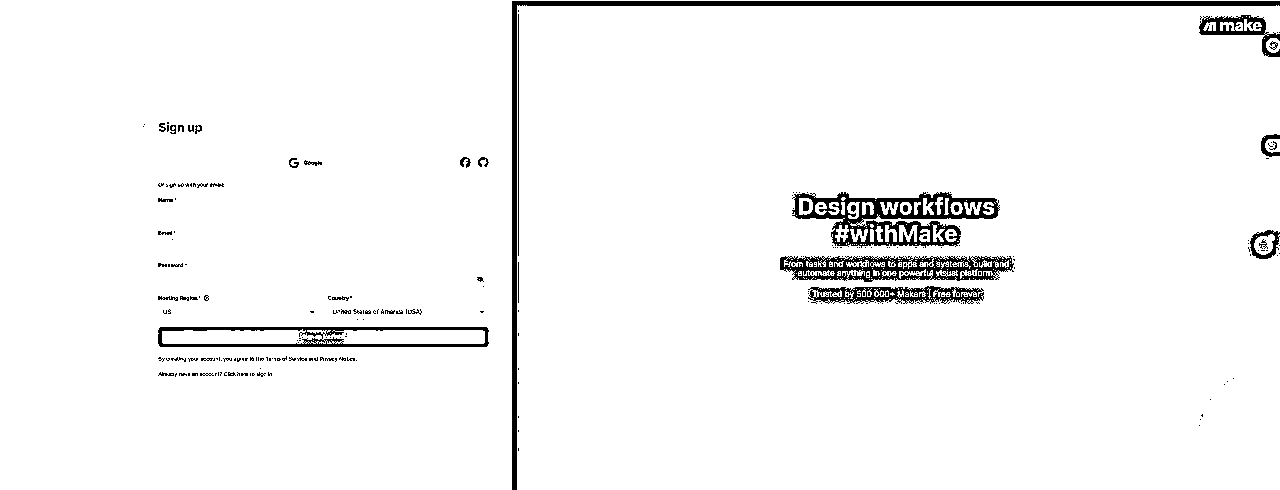 Sign up
Google
Or sign up with your email:
Name *
Email *
Password *
Hosting Region *
Country *
US
United States of America (USA)
By creating your account, you agree to the Terms of Service and Privacy Notice.
Already have an account? Click here to sign in
make
Design workflows
#withMake
From tasks and workflows to apps and systems, build and
automate anything in one powerful visual platform.
Trusted by 500 000+ Makers | Free forever